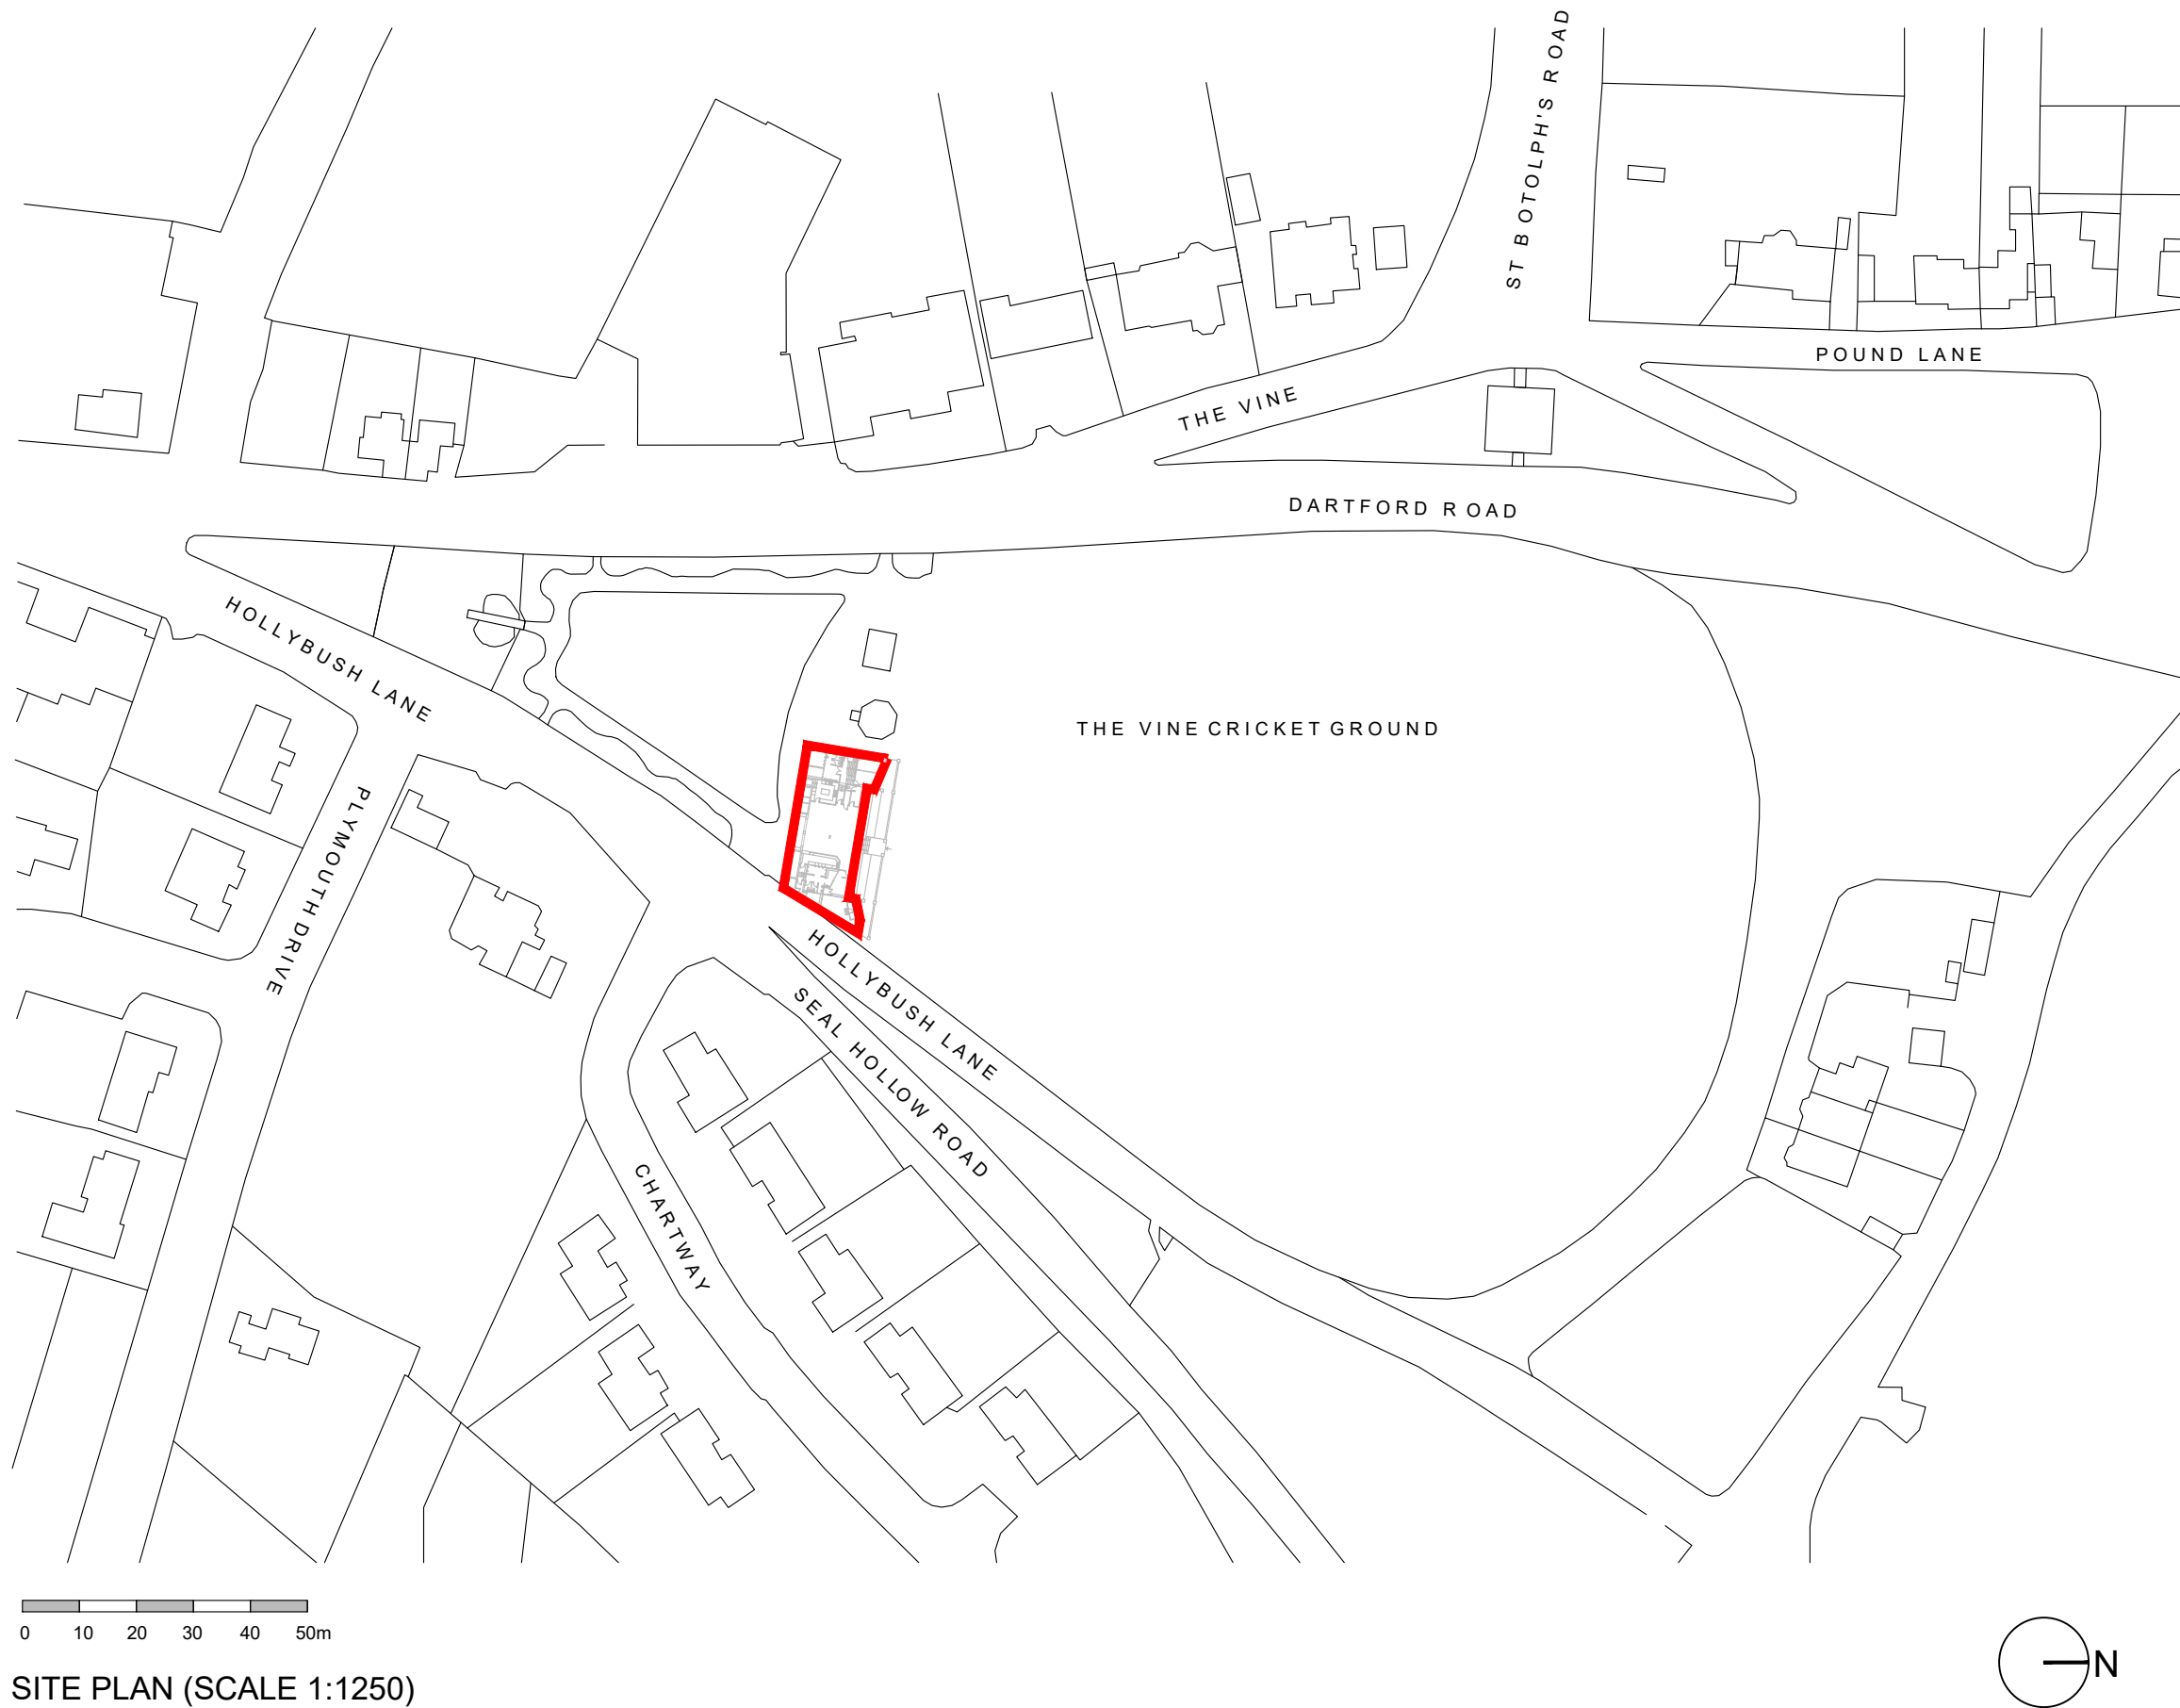 ST BOTOLPH'S ROAD
POUND LANE
THE VINE
DARTFORD ROAD
HOLLYBUSH LANE
THE VINE CRICKET GROUND
PLYMOUTH DRIVE
HOLLYBUSH LANE
SEAL HOLLOW ROAD
CHARTWAY
0 10 20 30 40 50m
N
SITE PLAN (SCALE 1:1250)